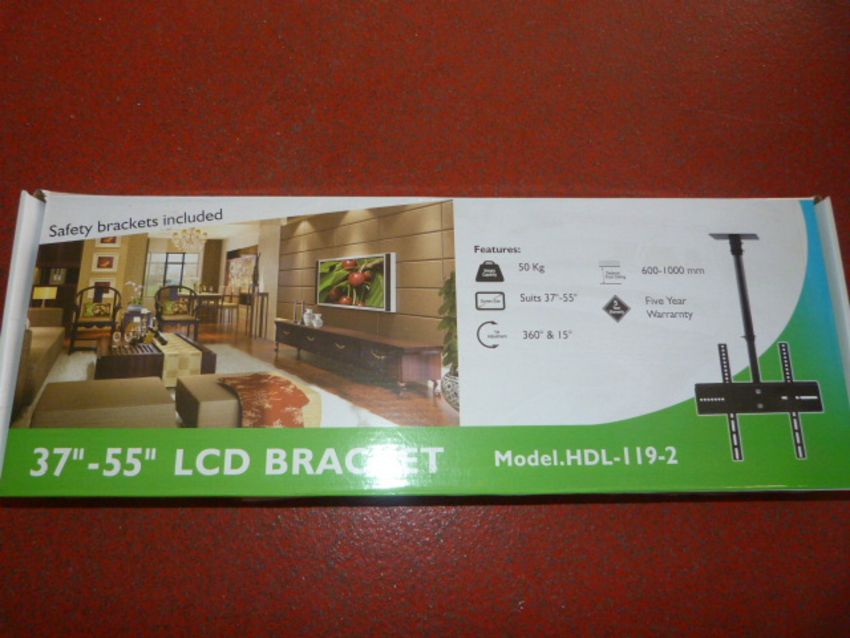 Safety brackets included
Features:
50 Kg
600-1000 mm
Suits 37"-55"
Five Year
Warrarnty
360° & 15°
37"-55" LCD BRACKET
Model.HDL-119-2